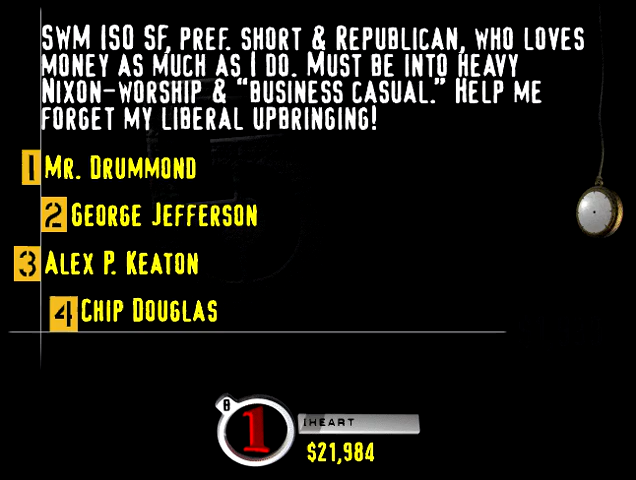 SWM ISO SF, PREF. SHORT & REPUBLICAN, WHO LOVES
MONEY AS MUCH AS I DO. MUST BE INTO HEAVY
NIXON-WORSHIP & “BUSINESS CASUAL.” HELP ME
FORGET MY LIBERAL UPBRINGING!
1 MR. DRUMMOND
2 GEORGE JEFFERSON
3 ALEX P. KEATON
4 CHIP DOUGLAS
B
1 IHEART
$21,984